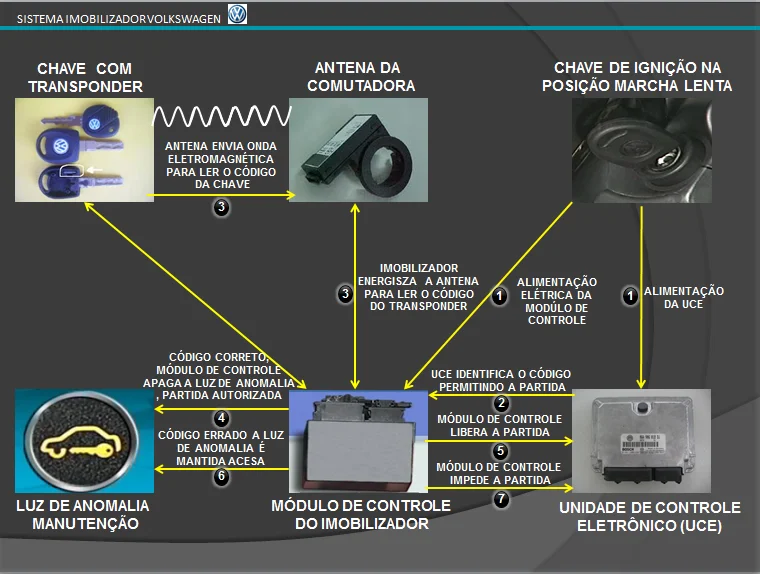 SISTEMA IMOBILIZADOR VOLKSWAGEN
CHAVE COM
TRANSPONDER
ANTENA DA
COMUTADORA
CHAVE DE IGNIÇÃO NA
POSIÇÃO MARCHA LENTA
ANTENA ENVIA ONDA
ELETROMAGNÉTICA
PARA LER O CÓDIGO
DA CHAVE
3
IMOBILIZADOR
ENERGISZA A ANTENA
PARA LER O CÓDIGO
DO TRANSPONDER
3
1
ALIMENTAÇÃO
ELÉTRICA DA
MODÚLO DE
CONTROLE
1
ALIMENTAÇÃO
DA UCE
CÓDIGO CORRETO,
MÓDULO DE CONTROLE
APAGA A LUZ DE ANOMALIA
, PARTIDA AUTORIZADA
4
CÓDIGO ERRADO A LUZ
DE ANOMALIA É
MANTIDA ACESA
6
UCE IDENTIFICA O CÓDIGO
PERMITINDO A PARTIDA
2
MÓDULO DE CONTROLE
LIBERA A PARTIDA
5
MÓDULO DE CONTROLE
IMPEDE A PARTIDA
7
LUZ DE ANOMALIA
MANUTENÇÃO
MÓDULO DE CONTROLE
DO IMOBILIZADOR
UNIDADE DE CONTROLE
ELETRÔNICO (UCE)